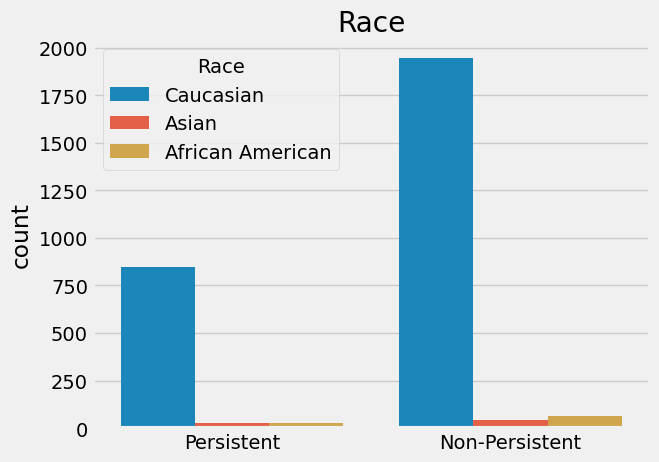 Race
2000
1750
1500
1250
1000
750
500
250
0
count
Race
Caucasian
Asian
African American
Persistent
Non-Persistent